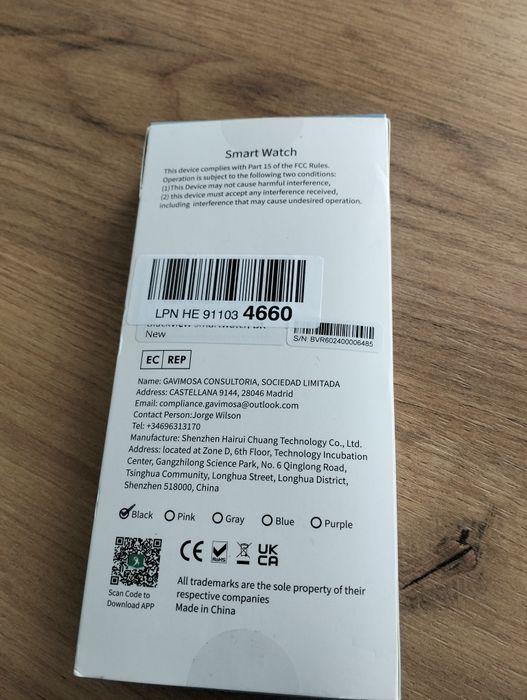 Smart Watch
This device complies with Part 15 of the FCC Rules.
Operation is subject to the following two conditions:
(1)This Device may not cause harmful interference,
(2) this device must accept any interference received,
including interference that may cause undesired operation.
LPN HE 91103 4660
New
S/N: BVR602400006485
EC REP
Name: GAVIMOSA CONSULTORIA, SOCIEDAD LIMITADA
Address: CASTELLANA 9144, 28046 Madrid
Email: compliance.gavimosa@outlook.com
Contact Person:Jorge Wilson
Tel: +34696313170
Manufacture: Shenzhen Hairui Chuang Technology Co., Ltd.
Address: located at Zone D, 6th Floor, Technology Incubation
Center, Gangzhilong Science Park, No. 6 Qinglong Road,
Tsinghua Community, Longhua Street, Longhua District,
Shenzhen 518000, China
Black Pink Gray Blue Purple
CE RoHS UK
CA
Scan Code to
Download APP
All trademarks are the sole property of their
respective companies
Made in China